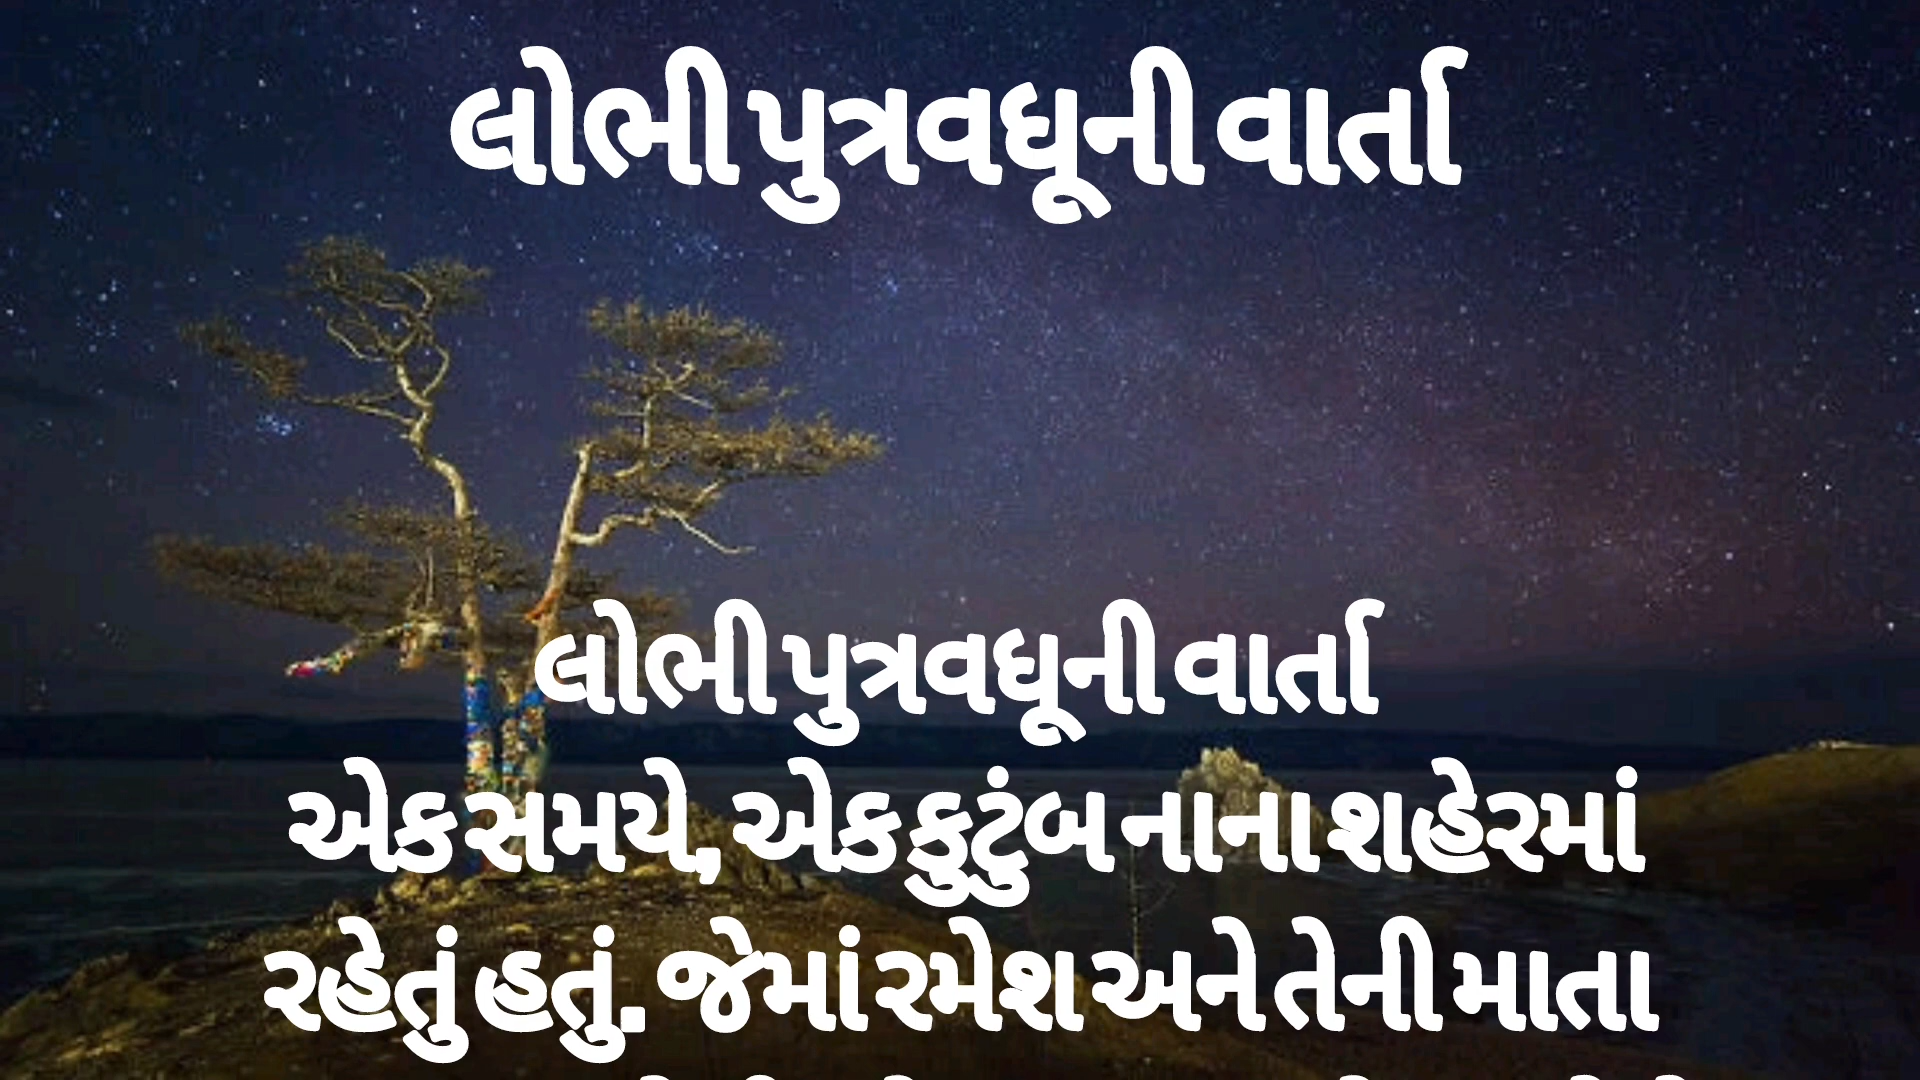 લોભી પુત્રવધૂની વાર્તા
લોભી પુત્રવધૂની વાર્તા
એક સમયે, એક કુટુંબ નાના શહેરમાં
રહેતું હતું. જેમાં રમેશ અને તેની માતા